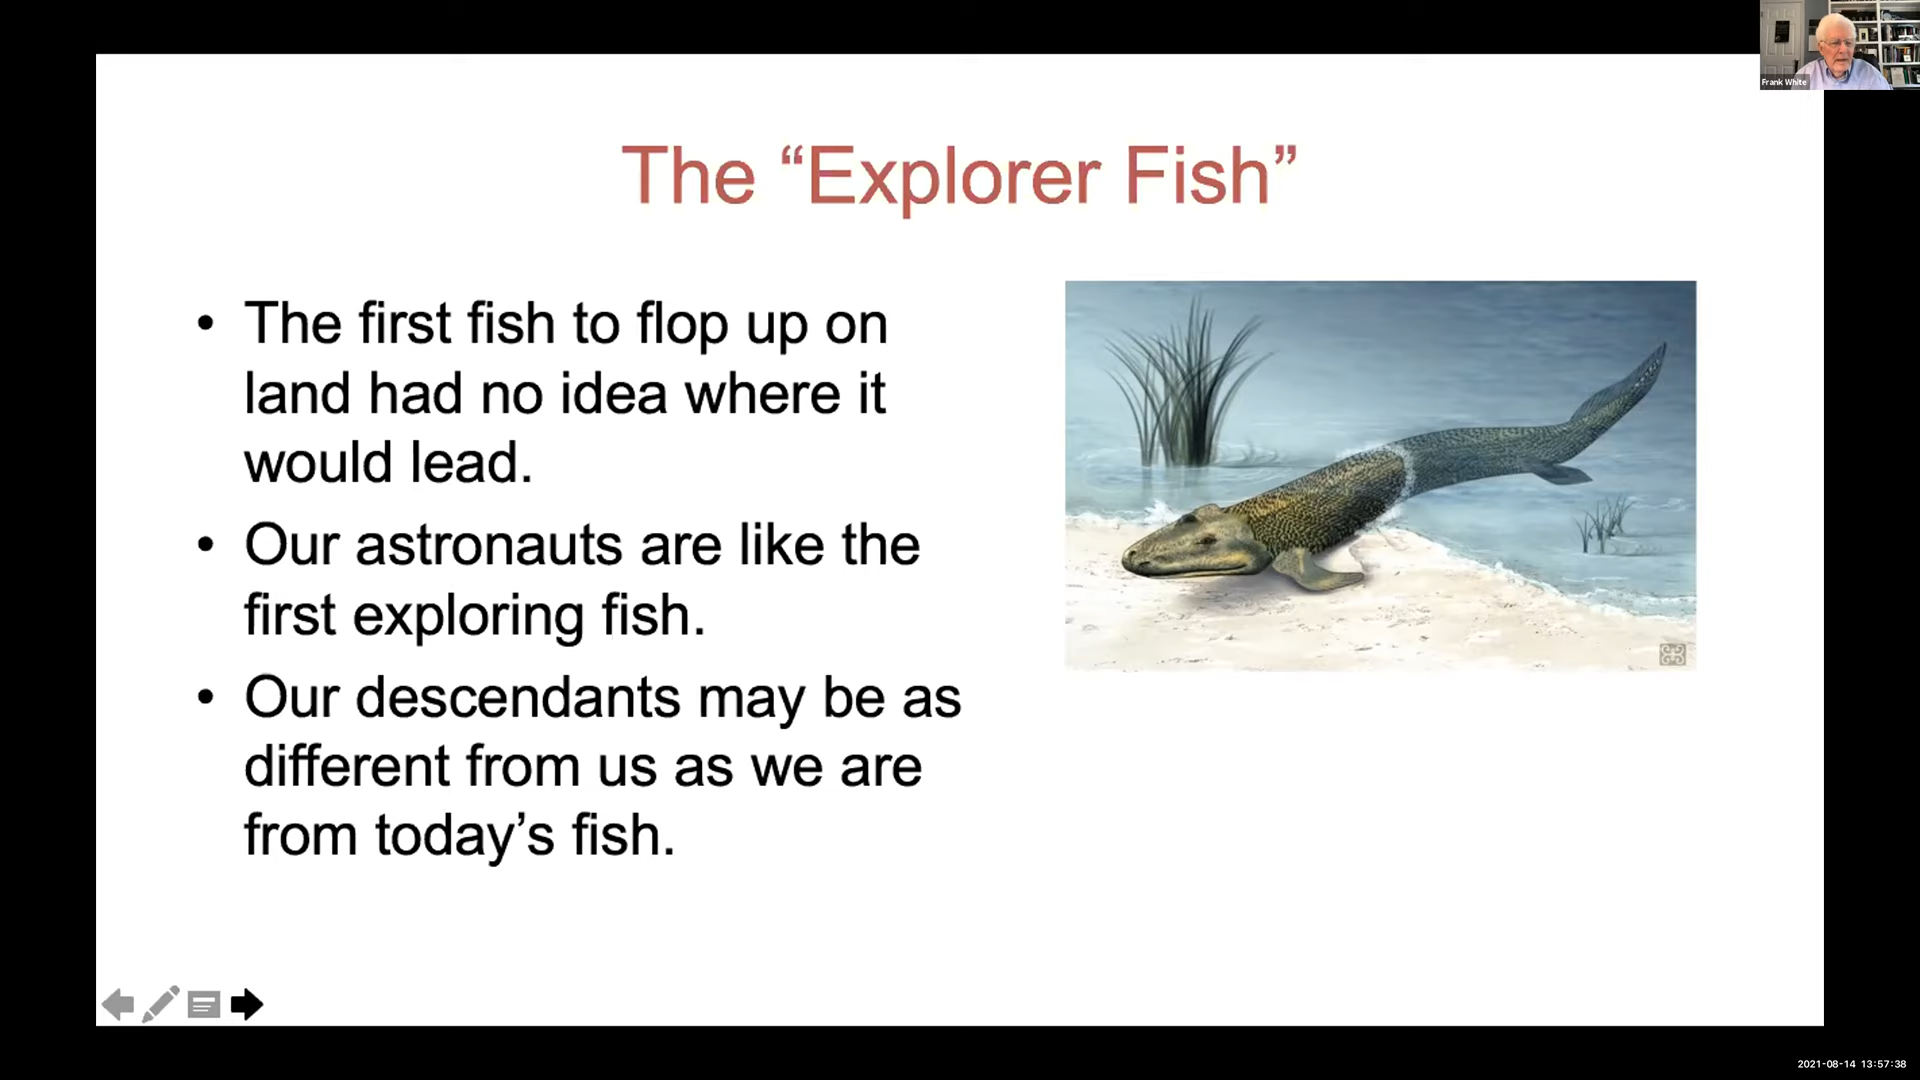 Frank White
The “Explorer Fish”
• The first fish to flop up on
land had no idea where it
would lead.
• Our astronauts are like the
first exploring fish.
• Our descendants may be as
different from us as we are
from today’s fish.
2021-08-14 13:57:38